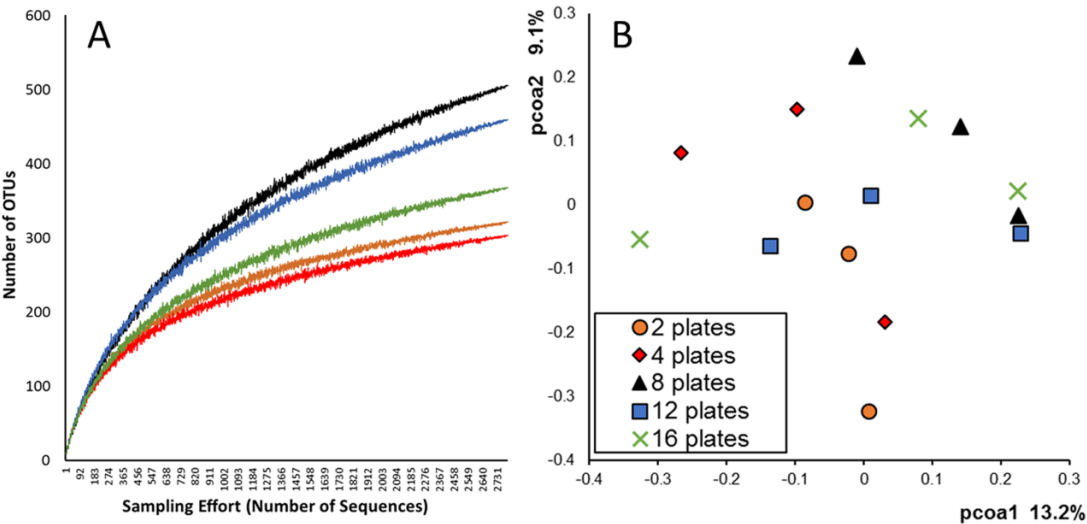 A
600
500
400
300
200
100
0
Number of OTUs
1 92 183 274 365 456 547 638 729 820 911 1002 1093 1184 1275 1366 1457 1548 1639 1730 1821 1912 2003 2094 2185 2276 2367 2458 2549 2640 2731
Sampling Effort (Number of Sequences)
B
pcoa2 9.1%
0.3
0.2
0.1
0
-0.1
-0.2
-0.3
-0.4
2 plates
4 plates
8 plates
12 plates
16 plates
-0.4 -0.3 -0.2 -0.1 0 0.1 0.2 0.3
pcoa1 13.2%